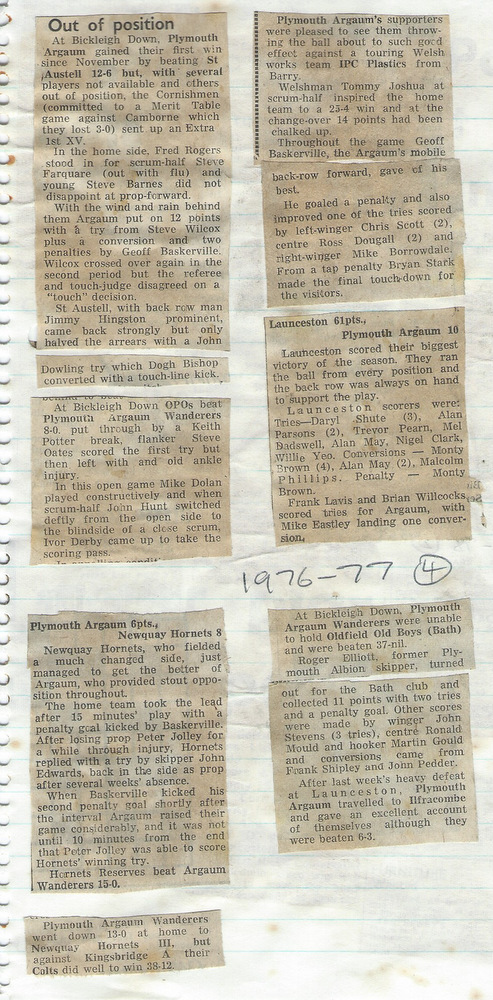 Out of position
At Bickleigh Down, Plymouth
Argaum gained their first win
since November by beating St
Austell 12-6 but, with several
players not available and others
out of position, the Cornishmen
(committed to a Merit Table
game against Camborne which
they lost 3-0) sent up an Extra
1st XV.
In the home side, Fred Rogers
stood in for scrum-half Steve
Farquare (out with flu) and
young Steve Barnes did not
disappoint at prop-forward.
With the wind and rain behind
them Argaum put on 12 points
with a try from Steve Wilcox
plus a conversion and two
penalties by Geoff Baskerville.
Wilcox crossed over again in the
second period but the referee
and touch-judge disagreed on a
"touch" decision.
St Austell, with back row man
Jimmy Hingston prominent,
came back strongly but only
halved the arrears with a John
Dowling try which Dogh Bishop
converted with a touch-line kick.
At Bickleigh Down OPOs beat
Plymouth Argaum Wanderers
8-0. put through by a Keith
Potter break, flanker Steve
Oates scored the first try but
then left with and old ankle
injury.
In this open game Mike Dolan
played constructively and when
scrum-half John Hunt switched
deftly from the open side to
the blindside of a close scrum,
Ivor Derby came up to take the
scoring pass.
Plymouth Argaum's supporters
were pleased to see them throw-
ing the ball about to such good
effect against a touring Welsh
works team IPC Plastics from
Barry.
Welshman Tommy Joshua at
scrum-half inspired the home
team to a 25-4 win and at the
change-over 14 points had been
chalked up.
Throughout the game Geoff
Baskerville, the Argaum's mobile
back-row forward, gave of his
best.
He goaled a penalty and also
improved one of the tries scored
by left-winger Chris Scott (2),
centre Ross Dougall (2) and
right-winger Mike Borrowdale.
From a tap penalty Bryan Stark
made the final touch-down for
the visitors.
Launceston 61pts.,
Plymouth Argaum 10
Launceston scored their biggest
victory of the season. They ran
the ball from every position and
the back row was always on hand
to support the play.
Launceston scorers were:
Tries—Daryl Shute (3), Alan
Parsons (2), Trevor Pearn, Mel
Dadswell, Alan May, Nigel Clark,
Willie Yeo. Conversions — Monty
Brown (4), Alan May (2), Malcolm
Phillips. Penalty — Monty
Brown.
Frank Lavis and Brian Willcocks
scored tries for Argaum, with
Mike Eastley landing one conver-
sion.
1976-77 4
Plymouth Argaum 6pts.,
Newquay Hornets 8
Newquay Hornets, who fielded
a much changed side, just
managed to get the better of
Argaum, who provided stout oppo-
sition throughout.
The home team took the lead
after 15 minutes' play with a
penalty goal kicked by Baskerville.
After losing prop Peter Jolley for
a while through injury, Hornets
replied with a try by skipper John
Edwards, back in the side as prop
after several weeks' absence.
When Baskerville kicked his
second penalty goal shortly after
the interval Argaum raised their
game considerably, and it was not
until 10 minutes from the end
that Peter Jolley was able to score
Hornets' winning try.
Hornets Reserves beat Argaum
Wanderers 15-0.
Plymouth Argaum Wanderers
went down 13-0 at home to
Newquay Hornets III, but
against Kingsbridge A their
Colts did well to win 38-12.
At Bickleigh Down, Plymouth
Argaum Wanderers were unable
to hold Oldfield Old Boys (Bath)
and were beaten 37-nil.
Roger Elliott, former Ply-
mouth Albion skipper, turned
out for the Bath club and
collected 11 points with two tries
and a penalty goal. Other scores
were made by winger John
Stevens (3 tries), centre Ronald
Mould and hooker Martin Gould
and conversions came from
Frank Shipley and John Pedder.
After last week's heavy defeat
at Launceston, Plymouth
Argaum travelled to Ilfracombe
and gave an excellent account
of themselves although they
were beaten 6-3.